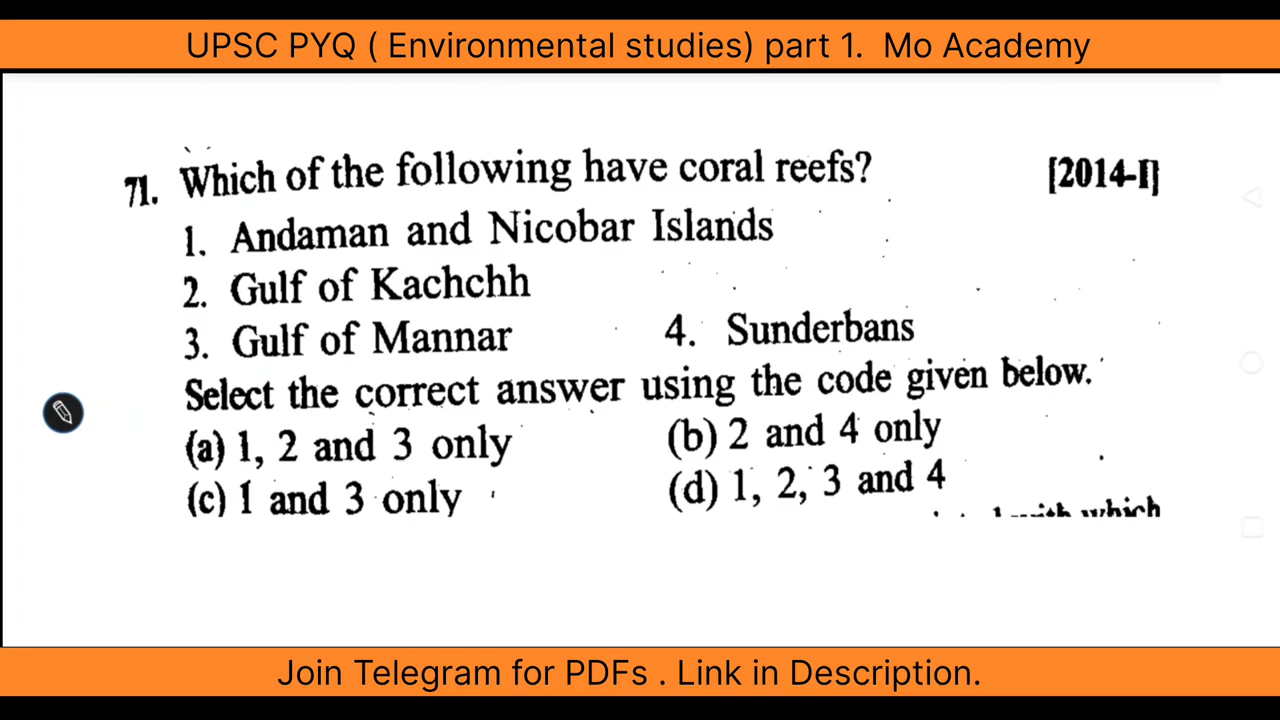 UPSC PYQ ( Environmental studies) part 1. Mo Academy
71. Which of the following have coral reefs? [2014-I]
1. Andaman and Nicobar Islands
2. Gulf of Kachchh
3. Gulf of Mannar 4. Sunderbans
Select the correct answer using the code given below.
(a) 1, 2 and 3 only (b) 2 and 4 only
(c) 1 and 3 only (d) 1, 2, 3 and 4
with which
Join Telegram for PDFs . Link in Description.